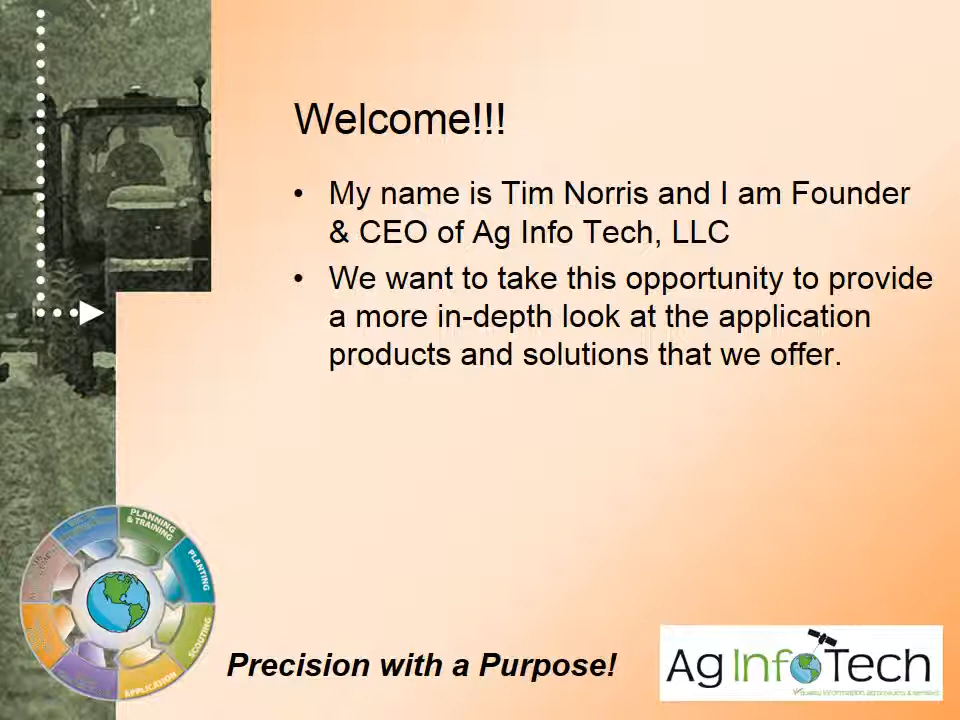 Welcome!!!
• My name is Tim Norris and I am Founder
& CEO of Ag Info Tech, LLC
• We want to take this opportunity to provide
a more in-depth look at the application
products and solutions that we offer.
PLANNING
& TRAINING
PLANTING
SCOUTING
APPLICATION
Precision with a Purpose!
Ag InfoTech